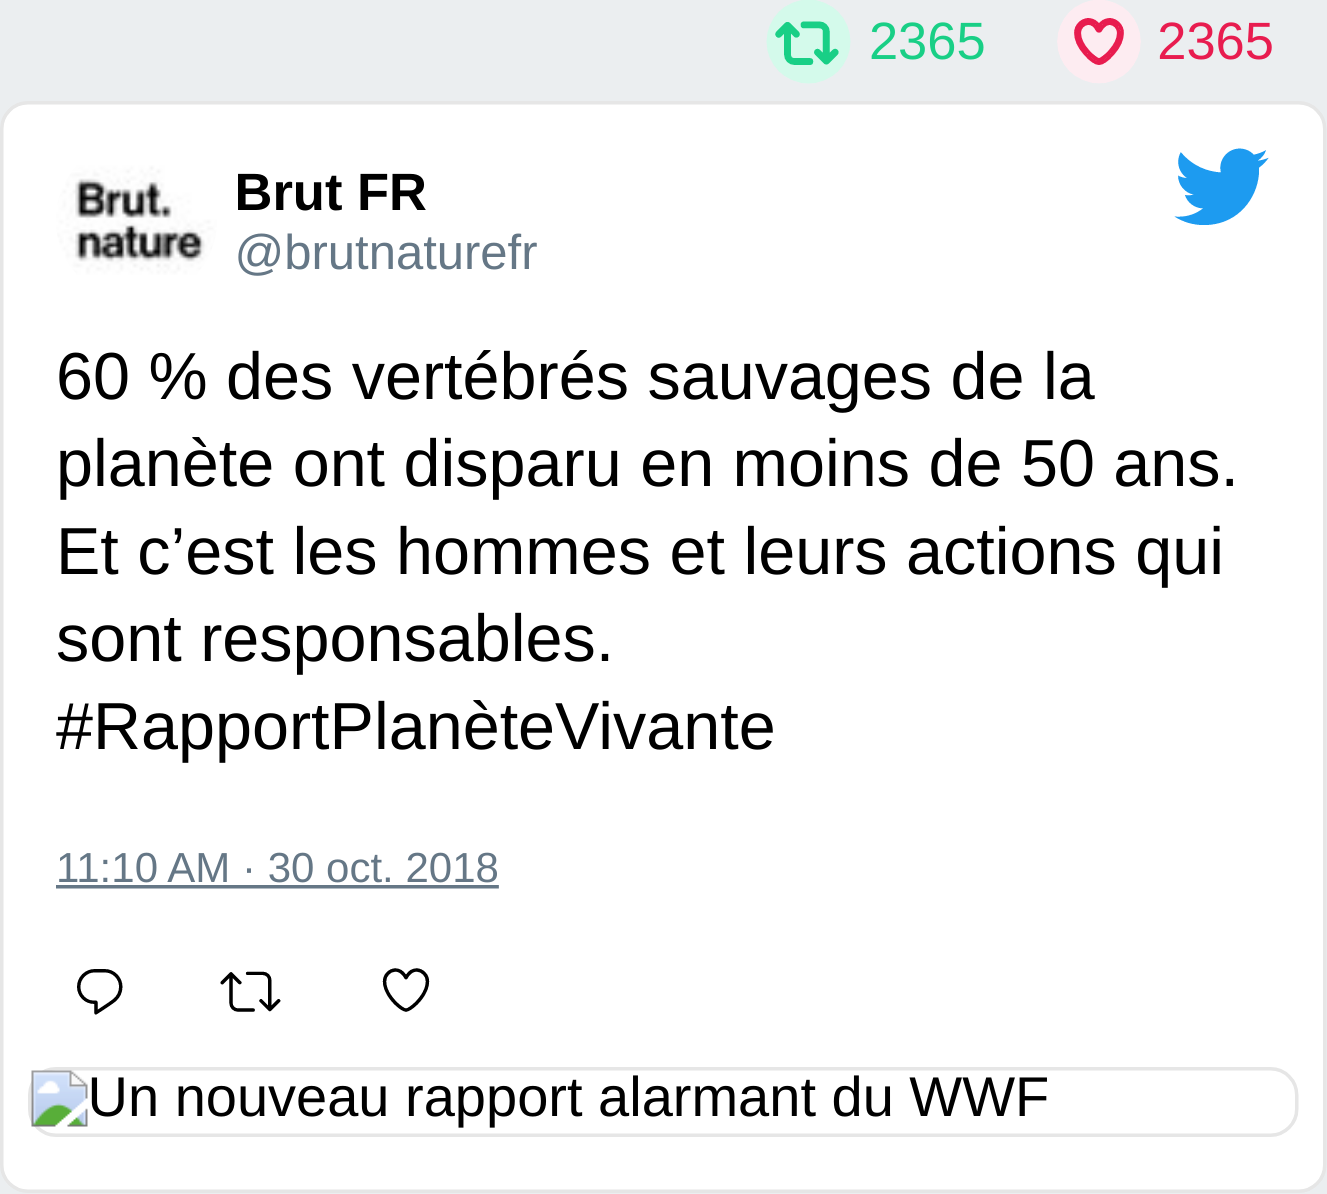 2365 2365
Brut.
nature
Brut FR
@brutnaturefr
60 % des vertébrés sauvages de la
planète ont disparu en moins de 50 ans.
Et c’est les hommes et leurs actions qui
sont responsables.
#RapportPlanèteVivante
11:10 AM · 30 oct. 2018
Un nouveau rapport alarmant du WWF